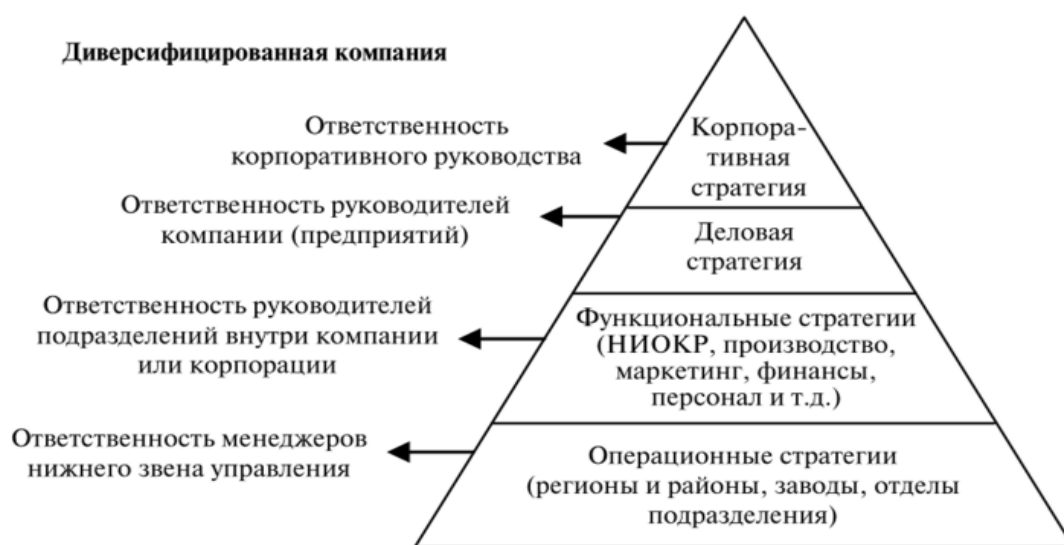 Диверсифицированная компания
Ответственность
корпоративного руководства
Корпора-
тивная
стратегия
Ответственность руководителей
компании (предприятий)
Деловая
стратегия
Ответственность руководителей
подразделений внутри компании
или корпорации
Функциональные стратегии
(НИОКР, производство,
маркетинг, финансы,
персонал и т.д.)
Ответственность менеджеров
нижнего звена управления
Операционные стратегии
(регионы и районы, заводы, отделы
подразделения)